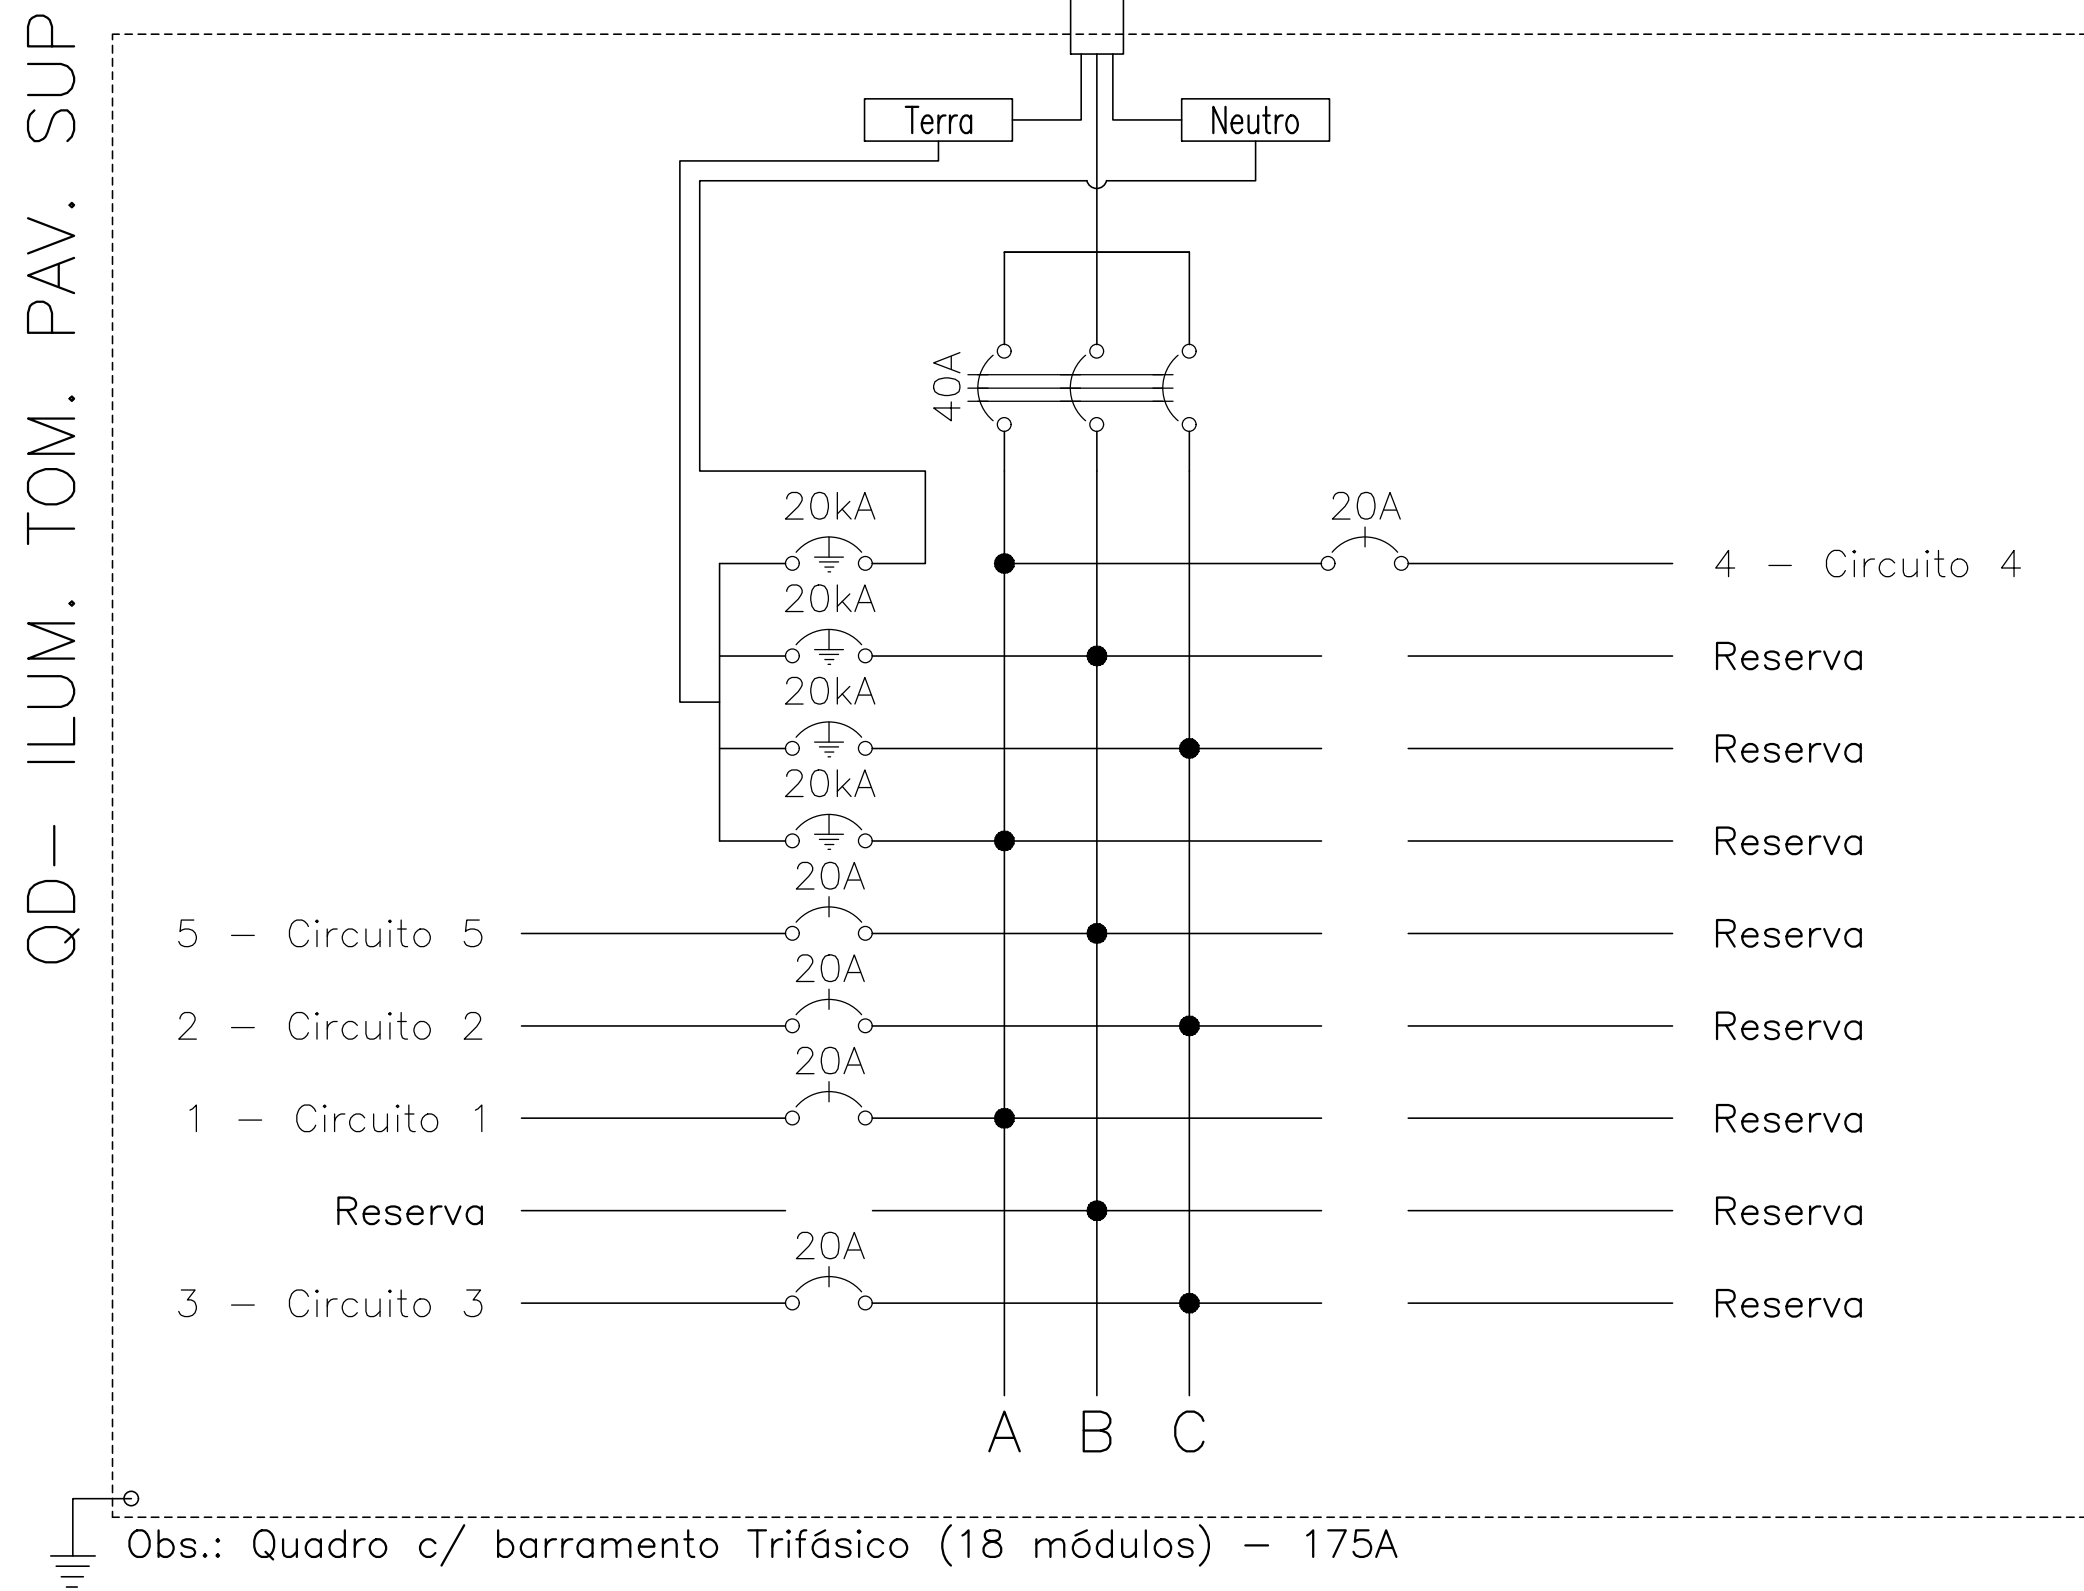 QD- ILUM. TOM. PAV. SUP
Terra
Neutro
40A
20kA
20A
4 - Circuito 4
20kA
Reserva
20kA
Reserva
20kA
Reserva
20A
5 - Circuito 5
Reserva
20A
2 - Circuito 2
Reserva
20A
1 - Circuito 1
Reserva
Reserva
Reserva
20A
3 - Circuito 3
Reserva
A B C
Obs.: Quadro c/ barramento Trifásico (18 módulos) - 175A